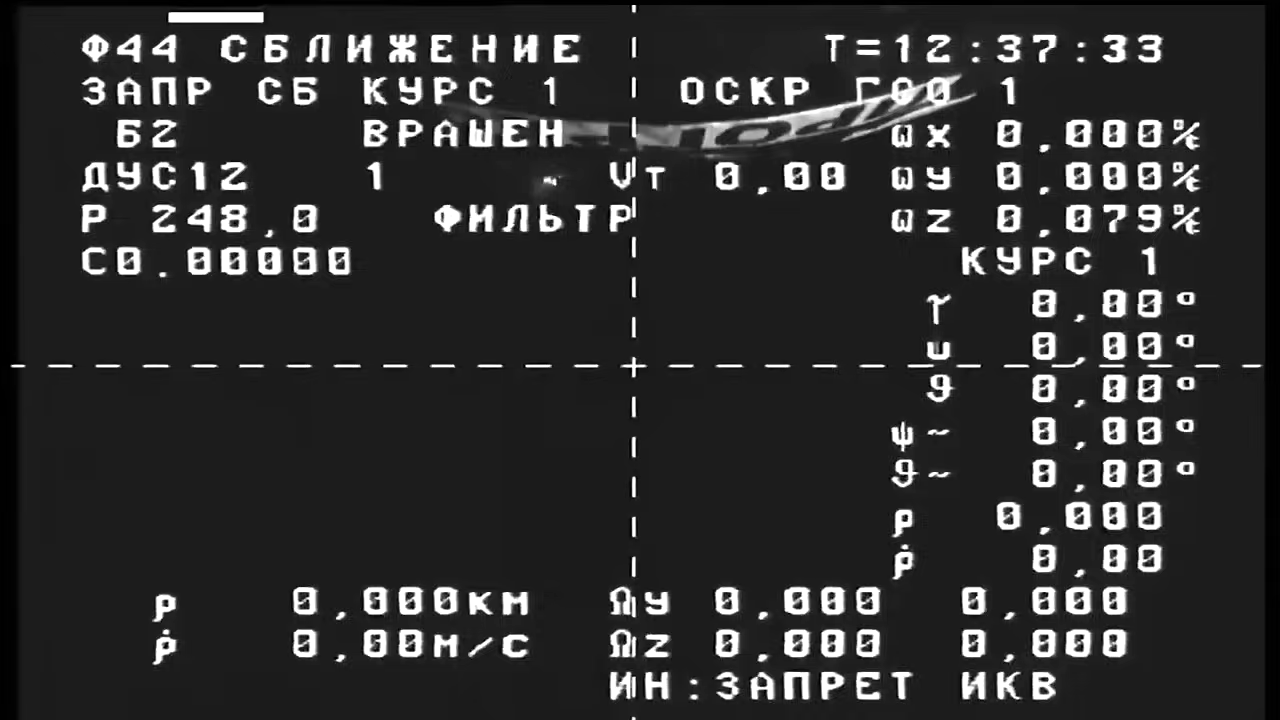 Ф44 СБЛИЖЕНИЕ T=12:37:33
ЗАПР СБ КУРС 1 ОСКР ГСО 1
Б2 ВРАШЕН ωx 0,000%
ДУС12 1 Vт 0,00 ωy 0,000%
Р 248,0 ФИЛЬТР ωz 0,079%
С0.00000 КУРС 1
γ 0,00°
ψ 0,00°
ϑ 0,00°
ψ~ 0,00°
ϑ~ 0,00°
ρ 0,000
ρ̇ 0,00
ρ 0,000км Ωy 0,000 0,000
ρ̇ 0,00м/с Ωz 0,000 0,000
ИН:ЗАПРЕТ ИКВ